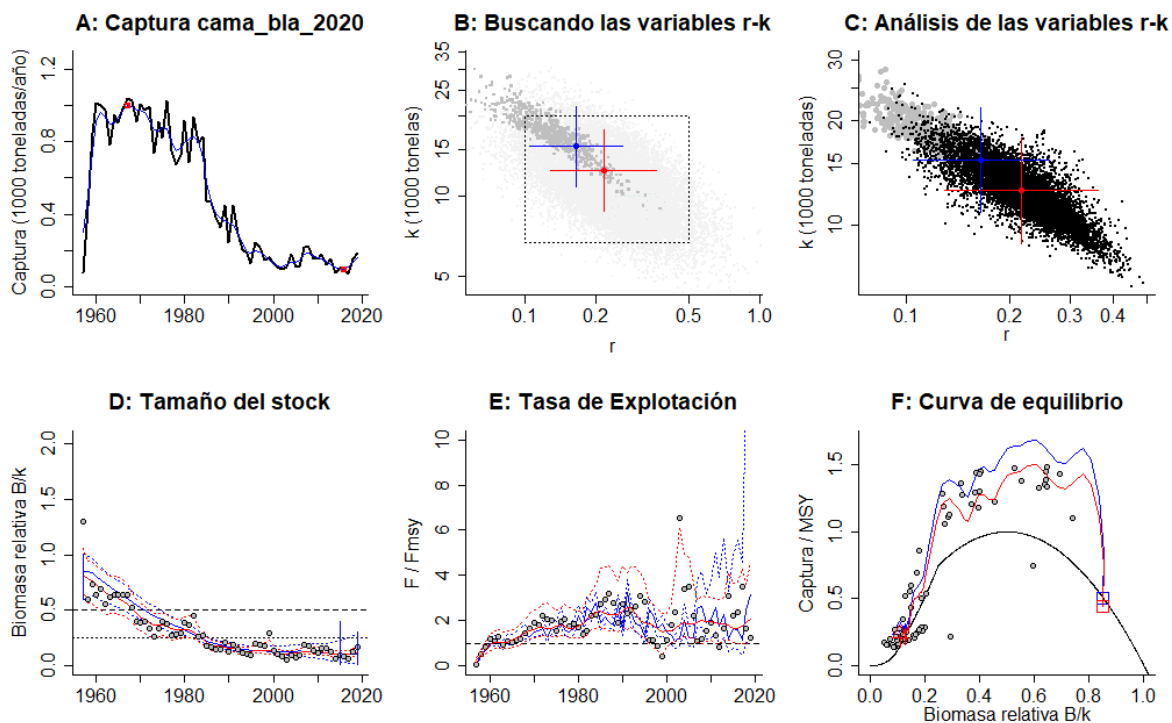 A: Captura cama_bla_2020
Captura (1000 toneladas/año)
0.0 0.4 0.8 1.2
1960 1980 2000 2020
B: Buscando las variables r-k
k (1000 tonelas)
5 10 15 25 35
0.1 0.2 0.5 1.0
r
C: Análisis de las variables r-k
k (1000 toneladas)
10 15 20 30
0.1 0.2 0.3 0.4
r
D: Tamaño del stock
Biomasa relativa B/k
0.0 0.5 1.0 1.5 2.0
1960 1980 2000 2020
E: Tasa de Explotación
F / Fmsy
0 2 4 6 8 10
1960 1980 2000 2020
F: Curva de equilibrio
Captura / MSY
0.0 0.5 1.0 1.5
0.0 0.2 0.4 0.6 0.8 1.0
Biomasa relativa B/k